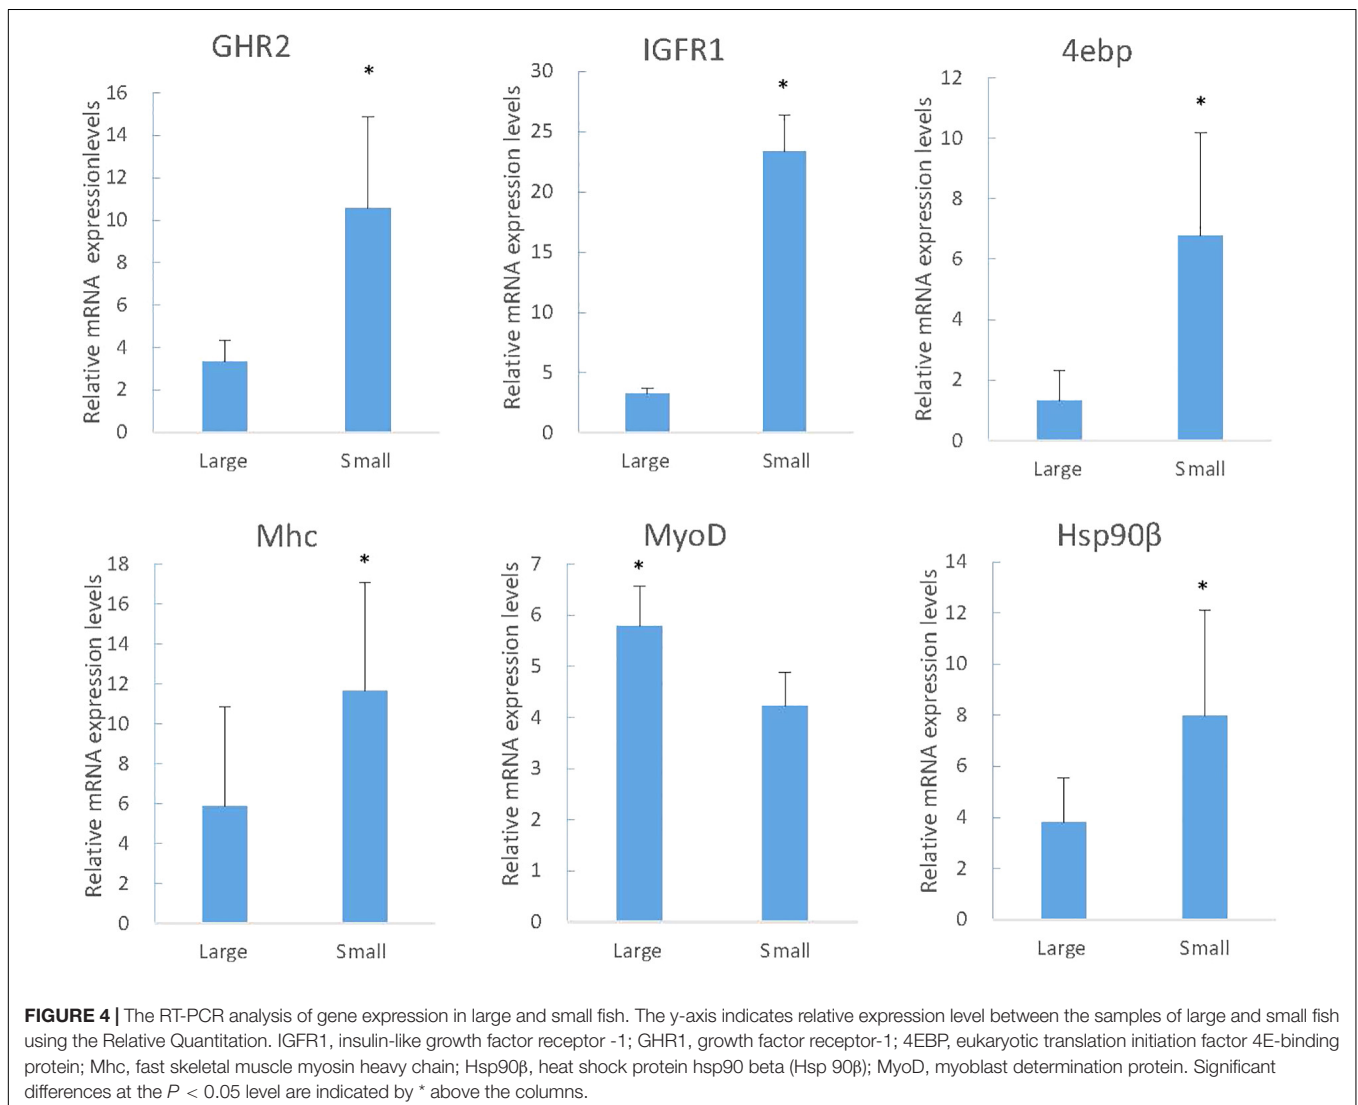 GHR2
IGFR1
4ebp
Relative mRNA expressionlevels
16
14
12
10
8
6
4
2
0
*
Large
Small
Relative mRNA expression levels
30
25
20
15
10
5
0
*
Large
Small
Relative mRNA expression levels
12
10
8
6
4
2
0
*
Large
Small
Mhc
MyoD
Hsp90β
Relative mRNA expression levels
18
16
14
12
10
8
6
4
2
0
*
Large
Small
Relative mRNA expression levels
7
6
5
4
3
2
1
0
*
Large
Small
Relative mRNA expression levels
14
12
10
8
6
4
2
0
*
Large
Small
FIGURE 4 | The RT-PCR analysis of gene expression in large and small fish. The y-axis indicates relative expression level between the samples of large and small fish
using the Relative Quantitation. IGFR1, insulin-like growth factor receptor -1; GHR1, growth factor receptor-1; 4EBP, eukaryotic translation initiation factor 4E-binding
protein; Mhc, fast skeletal muscle myosin heavy chain; Hsp90β, heat shock protein hsp90 beta (Hsp 90β); MyoD, myoblast determination protein. Significant
differences at the P < 0.05 level are indicated by * above the columns.